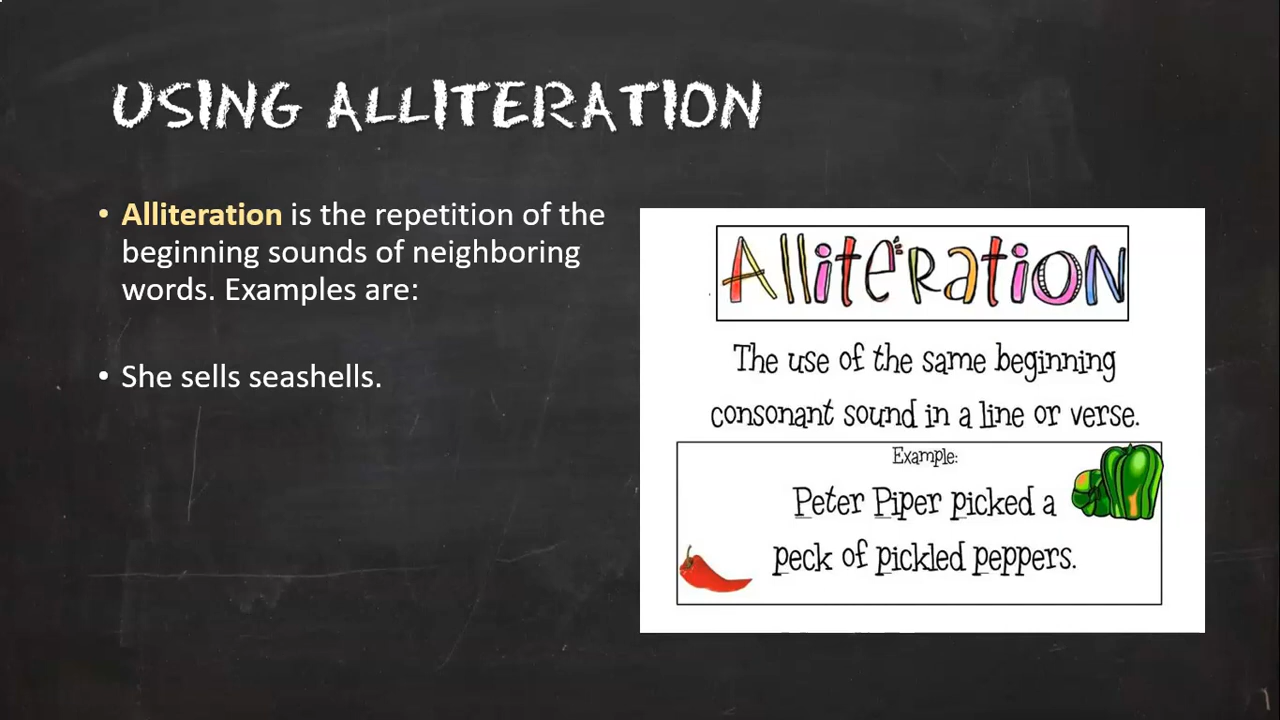 USING ALLITERATION
• Alliteration is the repetition of the
beginning sounds of neighboring
words. Examples are:
• She sells seashells.
Alliteration
The use of the same beginning
consonant sound in a line or verse.
Example:
Peter Piper picked a
peck of pickled peppers.